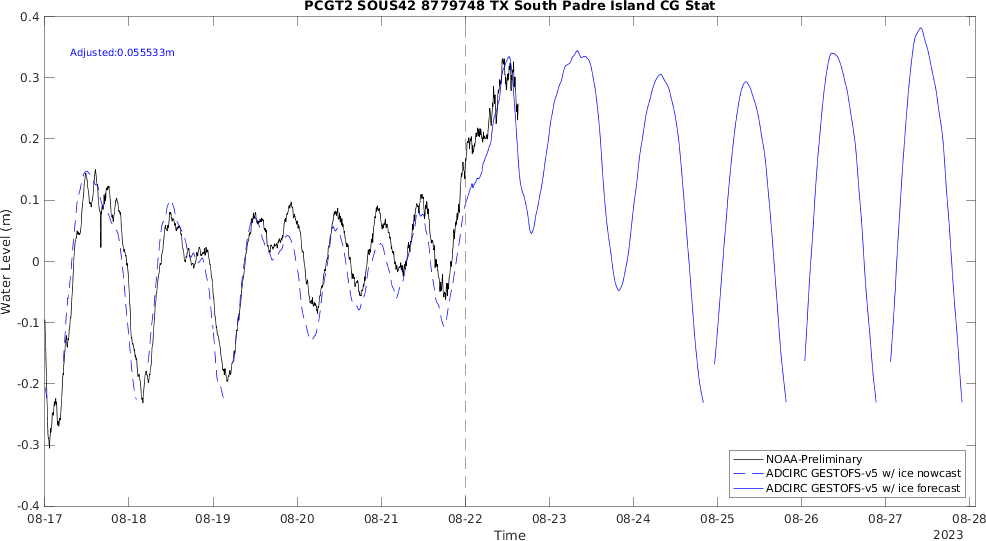 PCGT2 SOUS42 8779748 TX South Padre Island CG Stat
Adjusted:0.055533m
0.4
0.3
0.2
0.1
0
-0.1
-0.2
-0.3
-0.4
Water Level (m)
NOAA-Preliminary
ADCIRC GESTOFS-v5 w/ ice nowcast
ADCIRC GESTOFS-v5 w/ ice forecast
08-17 08-18 08-19 08-20 08-21 08-22 08-23 08-24 08-25 08-26 08-27 08-28
Time
2023